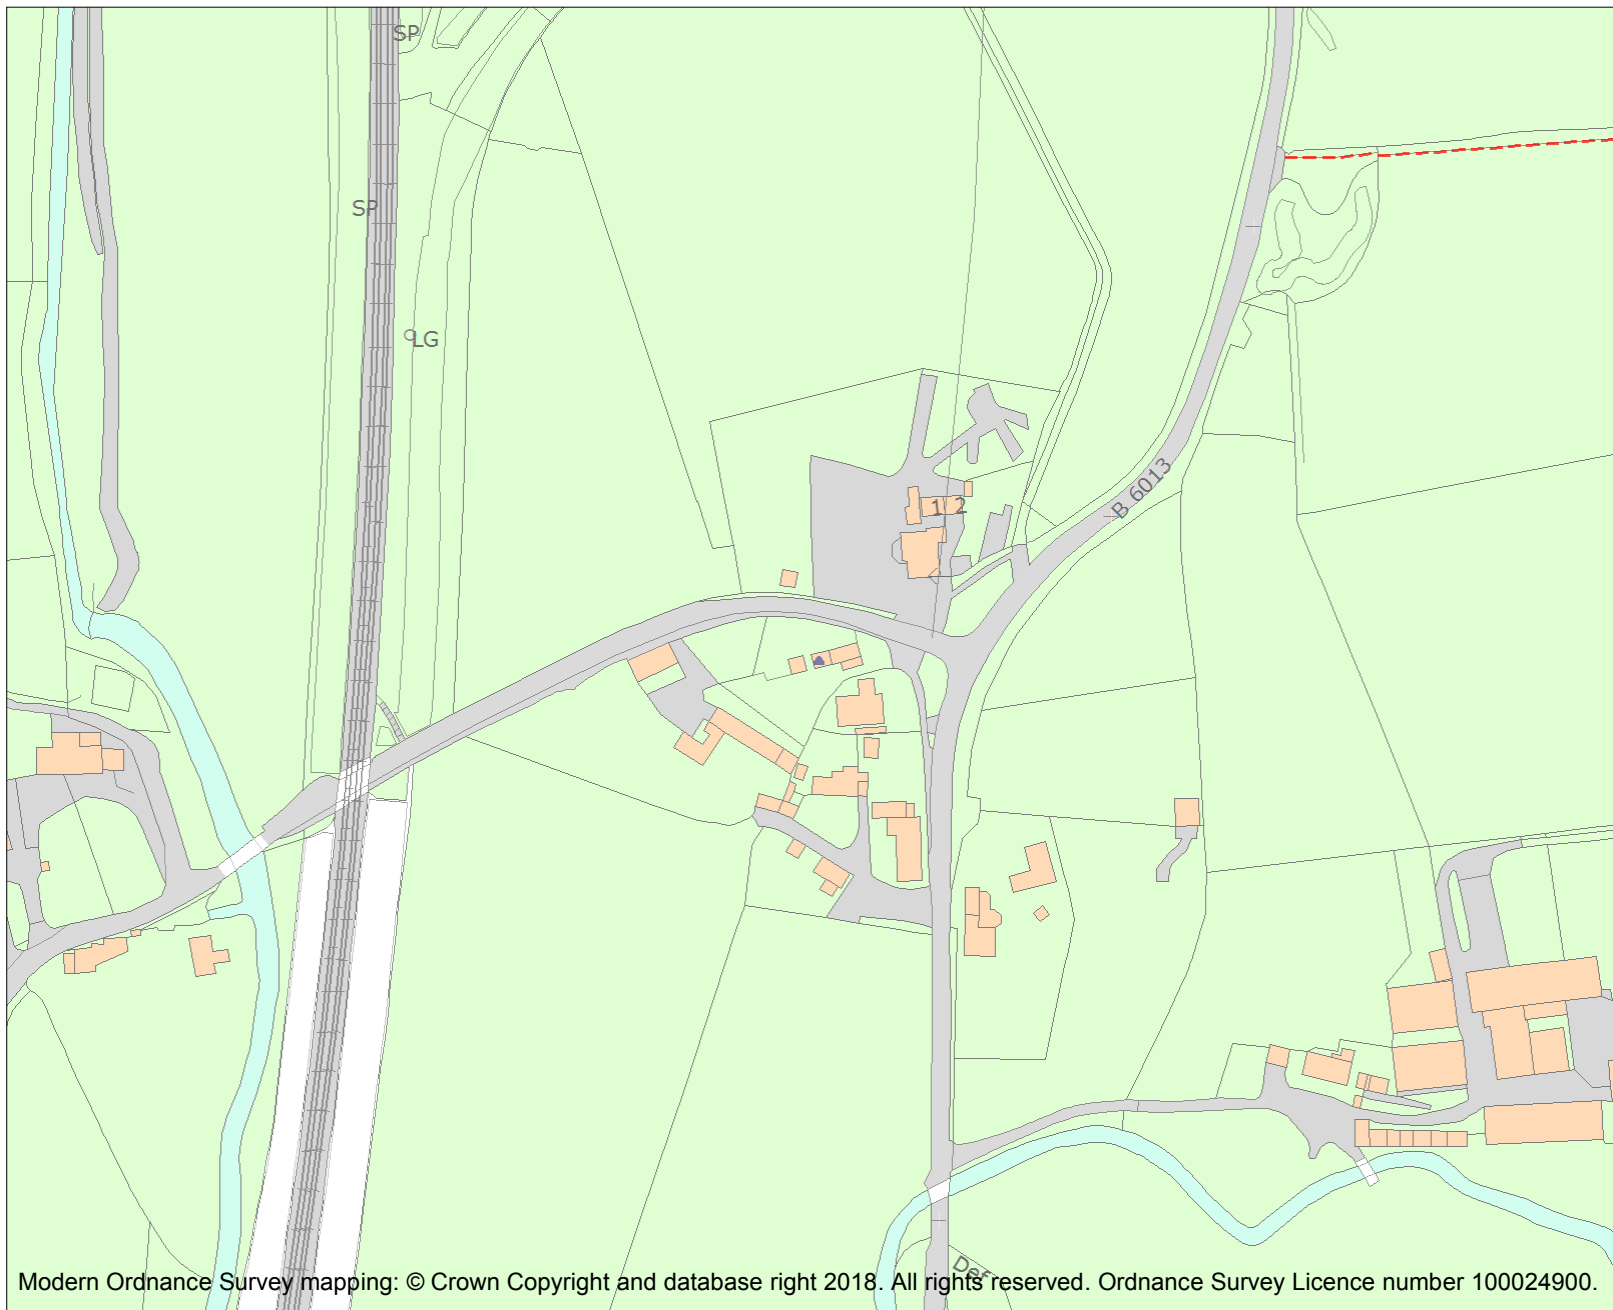 SP
SP
LG
B 6013
1 2
Def
Modern Ordnance Survey mapping: © Crown Copyright and database right 2018. All rights reserved. Ordnance Survey Licence number 100024900.